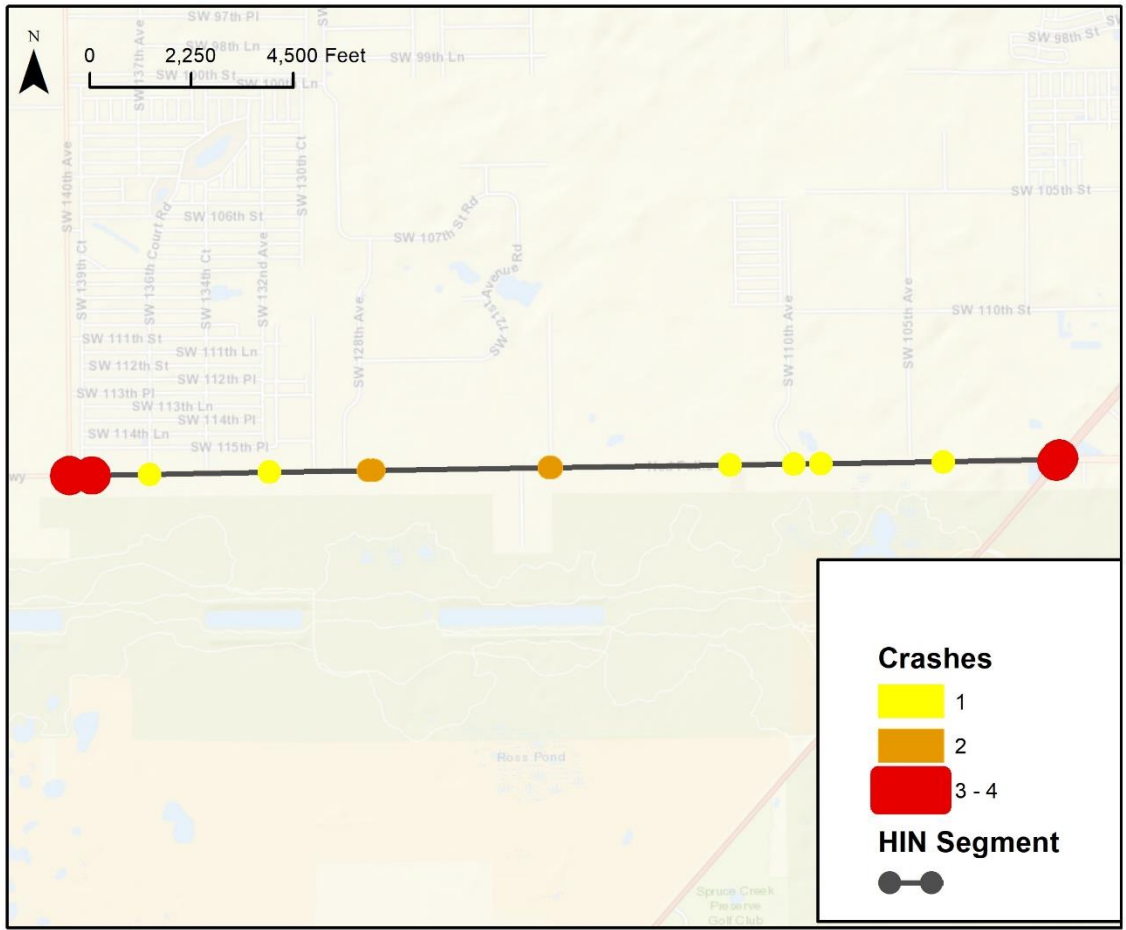 SW 97th Pl
N
SW 137th Ave
SW 98th Ln
SW 98th St
0 2,250 4,500 Feet
SW 99th Ln
SW 100th St
SW 100th Ln
SW 140th Ave
SW 130th Ct
SW 105th St
SW 106th St
SW 136th Court Rd
SW 107th St Rd
SW 139th Ct
SW 134th Ct
SW 132nd Ave
SW 121st Avenue Rd
SW 128th Ave
SW 110th Ave
SW 105th Ave
SW 110th St
SW 111th St
SW 111th Ln
SW 112th St
SW 112th Pl
SW 113th Pl
SW 113th Ln
SW 114th Pl
SW 114th Ln
SW 115th Pl
wy
Crashes
1
2
3 - 4
HIN Segment
Ross Pond
Spruce Creek
Preserve
Golf Club